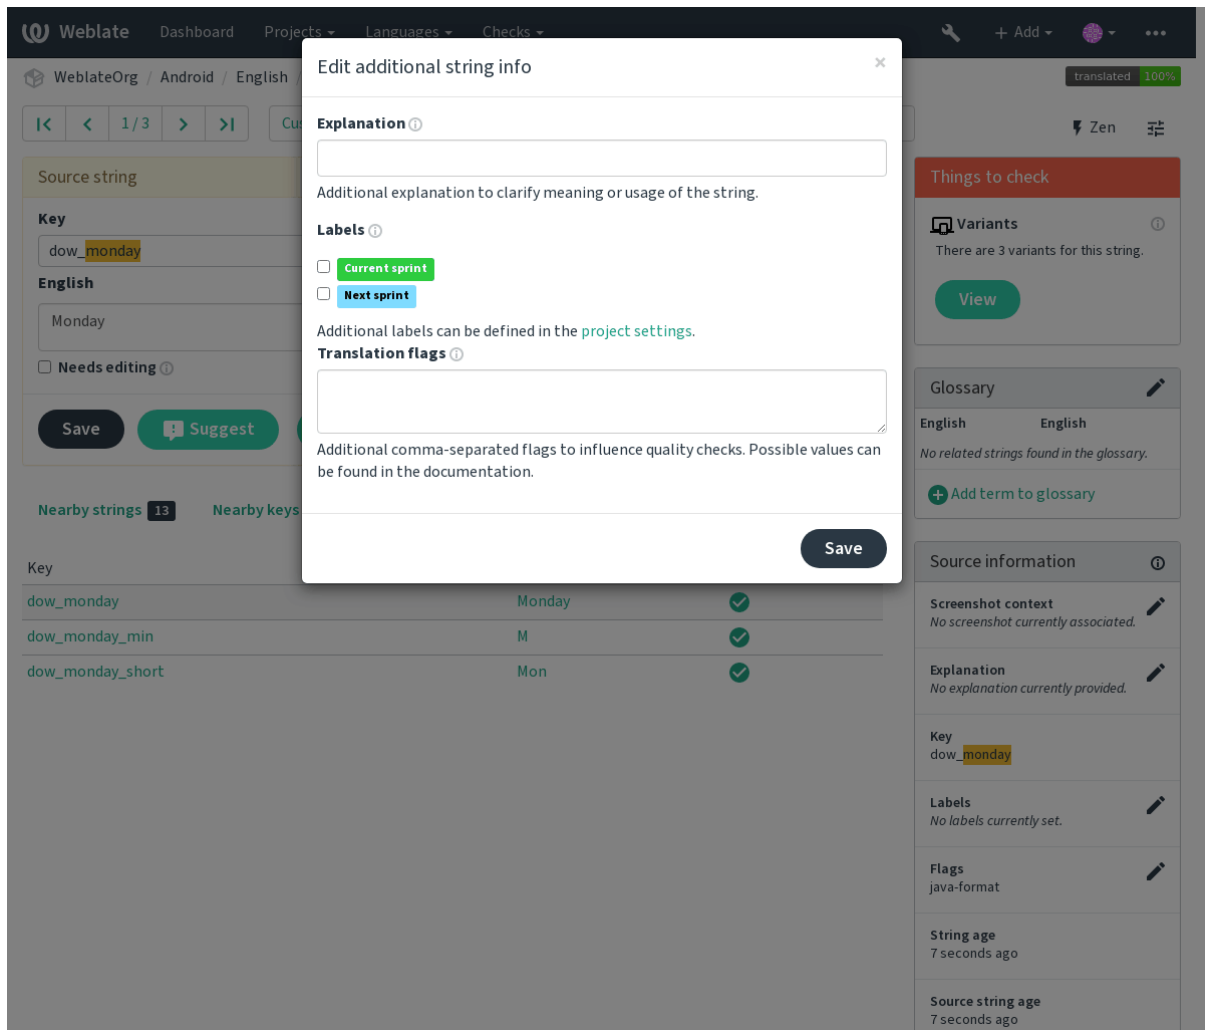 Weblate Dashboard Projects Languages Checks + Add •••
WeblateOrg / Android / English /
translated 100%
1 / 3
Zen
Edit additional string info ×
Explanation
Additional explanation to clarify meaning or usage of the string.
Labels
Current sprint
Next sprint
Additional labels can be defined in the project settings.
Translation flags
Additional comma-separated flags to influence quality checks. Possible values can
be found in the documentation.
Save
Source string
Key
dow_monday
English
Monday
Needs editing
Save Suggest
Nearby strings 13 Nearby keys
Key
dow_monday Monday
dow_monday_min M
dow_monday_short Mon
Things to check
Variants
There are 3 variants for this string.
View
Glossary
English English
No related strings found in the glossary.
Add term to glossary
Source information
Screenshot context
No screenshot currently associated.
Explanation
No explanation currently provided.
Key
dow_monday
Labels
No labels currently set.
Flags
java-format
String age
7 seconds ago
Source string age
7 seconds ago